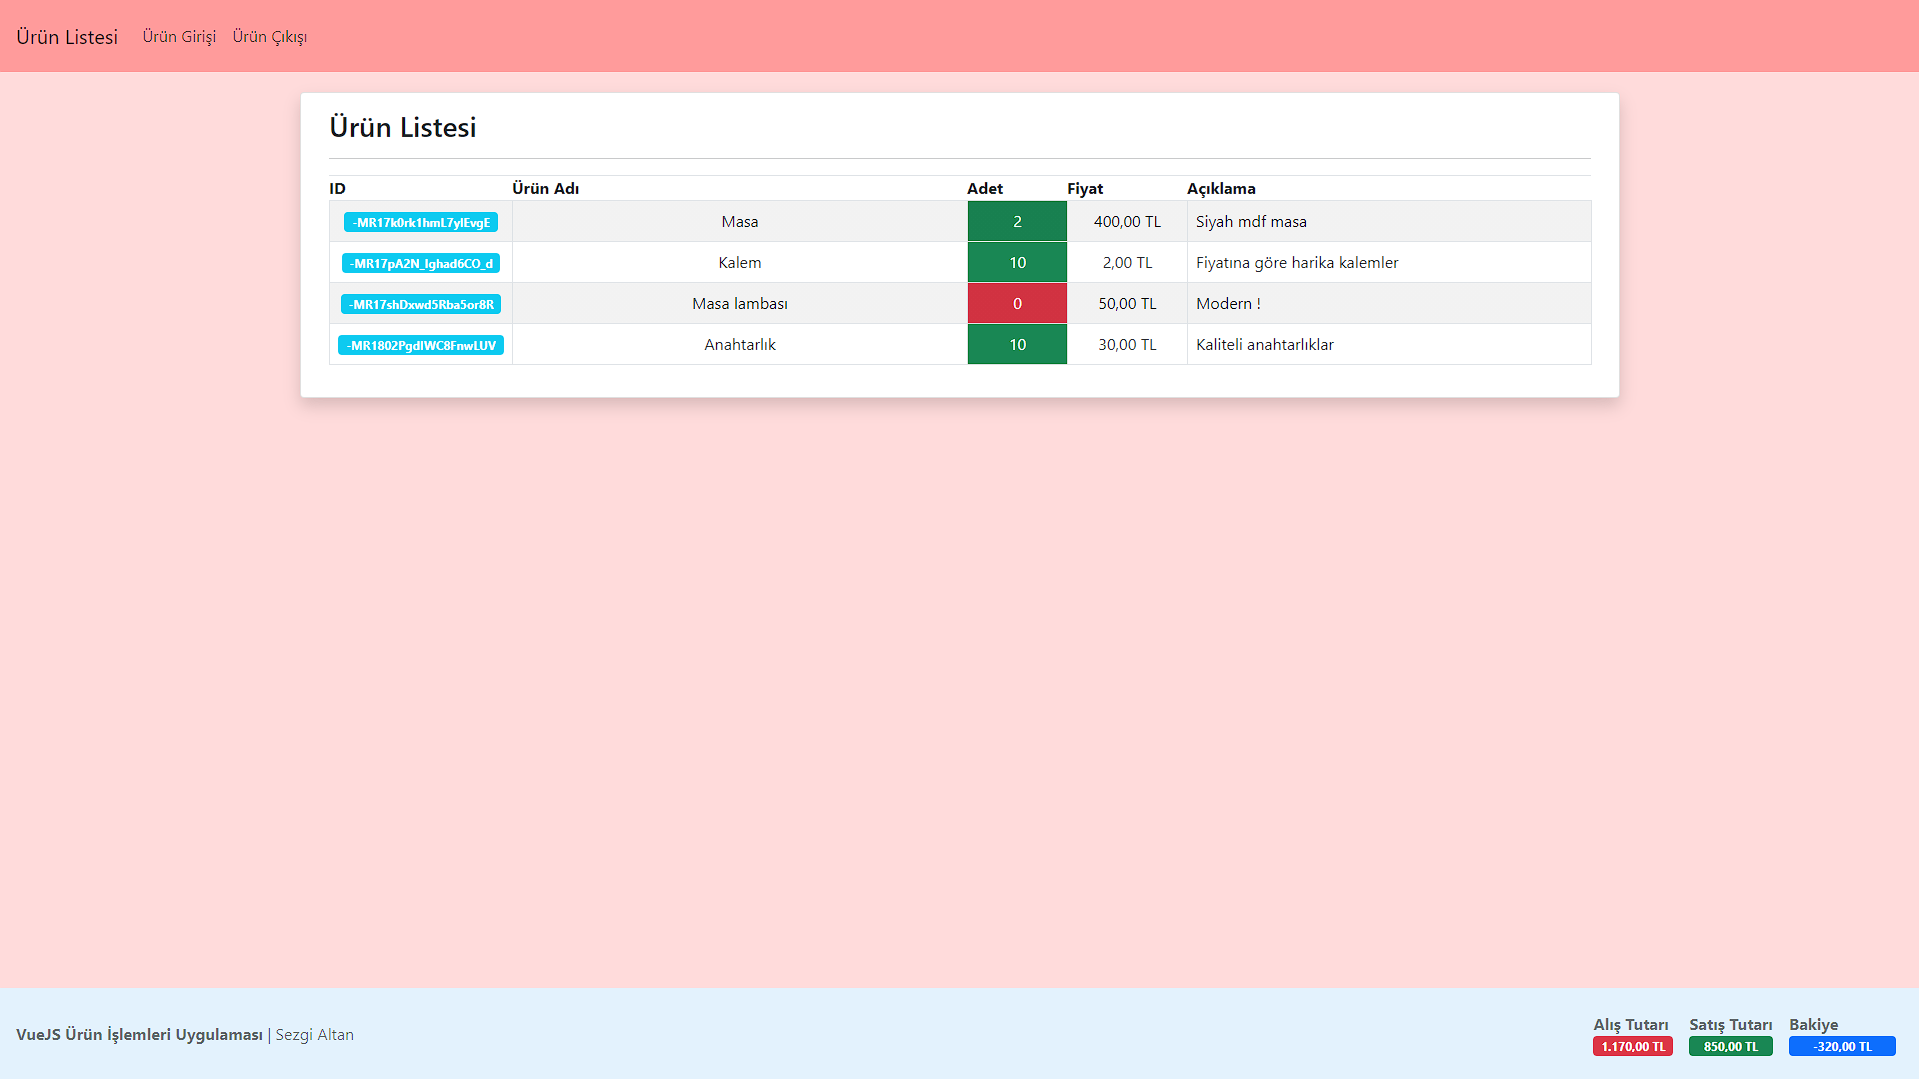 Ürün Listesi Ürün Girişi Ürün Çıkışı
Ürün Listesi
ID Ürün Adı Adet Fiyat Açıklama
-MR17k0rk1hmL7ylEvgE Masa 2 400,00 TL Siyah mdf masa
-MR17pA2N_lghad6CO_d Kalem 10 2,00 TL Fiyatına göre harika kalemler
-MR17shDxwd5Rba5or8R Masa lambası 0 50,00 TL Modern !
-MR1802PgdIWC8FnwLUV Anahtarlık 10 30,00 TL Kaliteli anahtarlıklar
VueJS Ürün İşlemleri Uygulaması | Sezgi Altan
Alış Tutarı Satış Tutarı Bakiye
1.170,00 TL 850,00 TL -320,00 TL